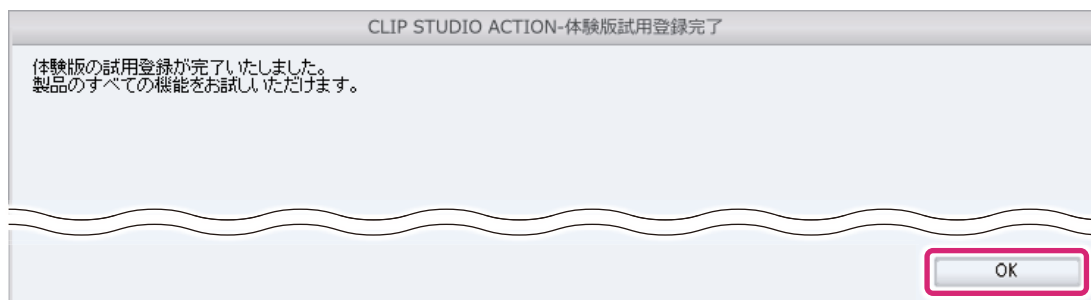 CLIP STUDIO ACTION-体験版試用登録完了
体験版の試用登録が完了いたしました。
製品のすべての機能をお試しいただけます。
OK